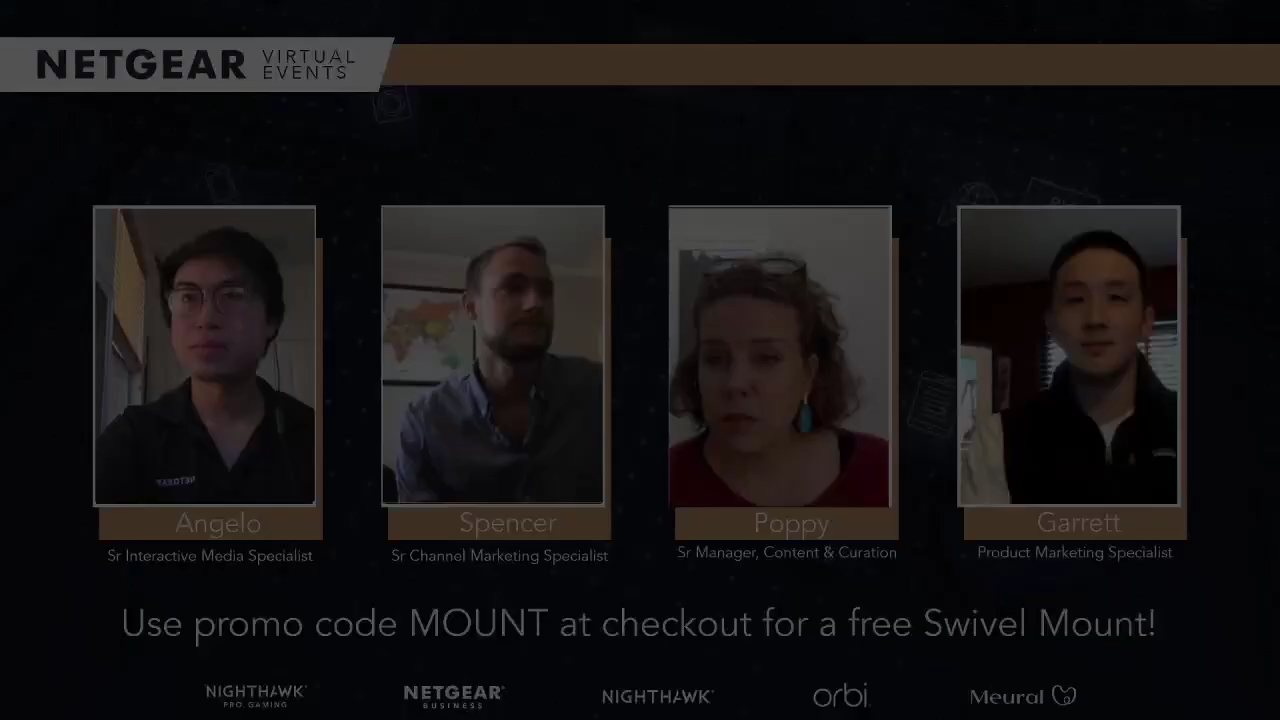 NETGEAR VIRTUAL EVENTS
NETGEAR
Angelo
Sr Interactive Media Specialist
Spencer
Sr Channel Marketing Specialist
Poppy
Sr Manager, Content & Curation
Garrett
Product Marketing Specialist
Use promo code MOUNT at checkout for a free Swivel Mount!
NIGHTHAWK®
PRO GAMING
NETGEAR®
BUSINESS
NIGHTHAWK®
orbi
Meural